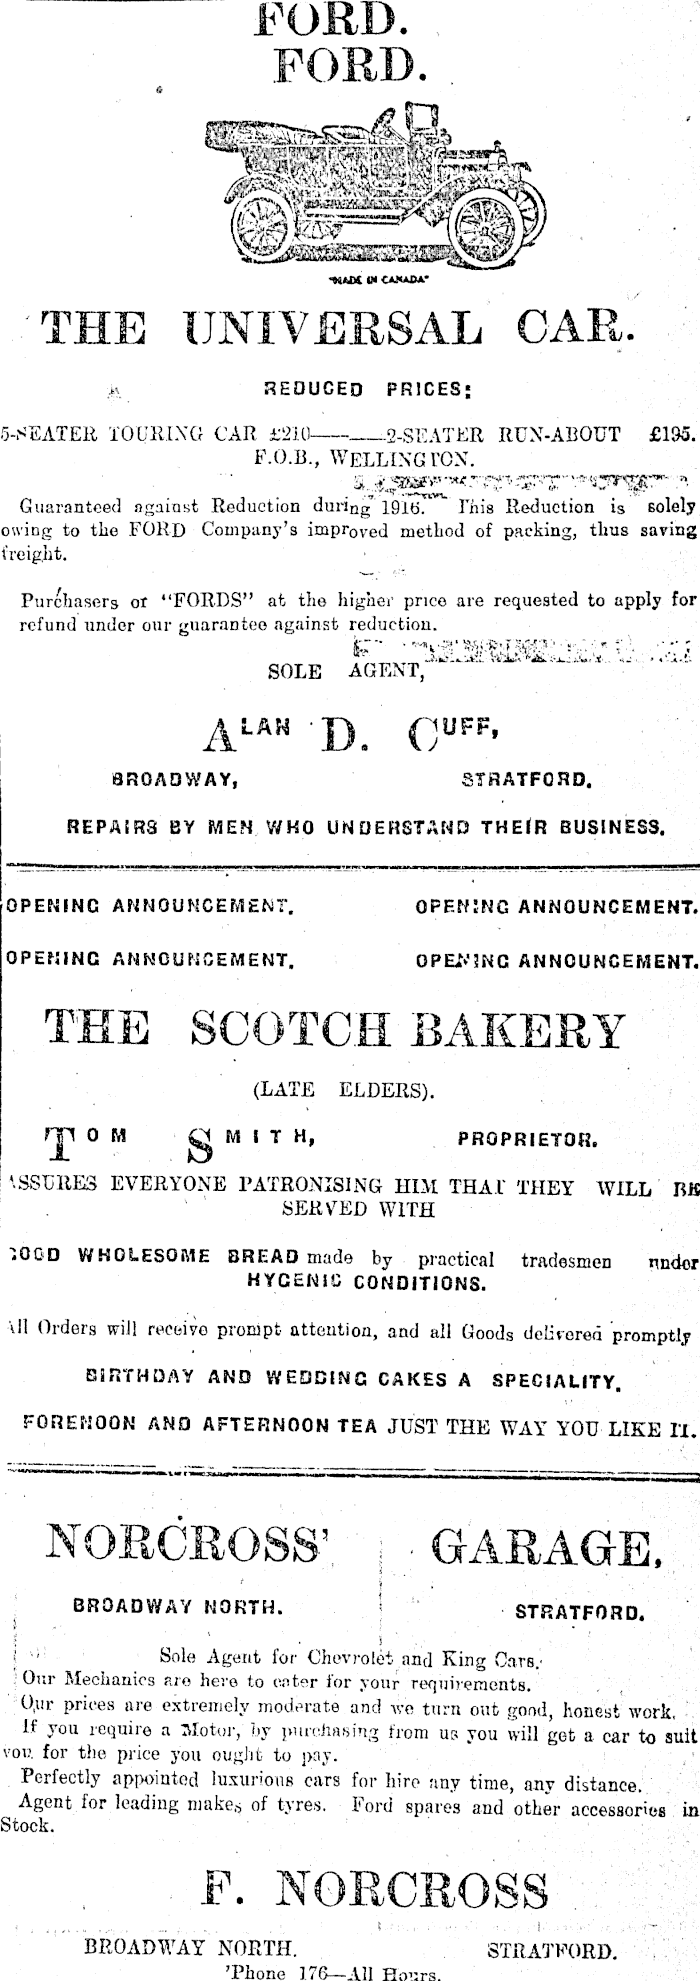 FORD.
FORD.
"MADE IN CANADA"
THE UNIVERSAL CAR.
REDUCED PRICES:
5-SEATER TOURING CAR £210————2-SEATER RUN-ABOUT £195.
F.O.B., WELLINGTON.
Guaranteed against Reduction during 1916. This Reduction is solely
owing to the FORD Company's improved method of packing, thus saving
freight.
Purchasers of "FORDS" at the higher price are requested to apply for
refund under our guarantee against reduction.
SOLE AGENT,
ALAN D. CUFF,
BROADWAY, STRATFORD.
REPAIRS BY MEN WHO UNDERSTAND THEIR BUSINESS.
OPENING ANNOUNCEMENT. OPENING ANNOUNCEMENT.
OPENING ANNOUNCEMENT. OPENING ANNOUNCEMENT.
THE SCOTCH BAKERY
(LATE ELDERS).
TOM SMITH, PROPRIETOR.
ASSURES EVERYONE PATRONISING HIM THAT THEY WILL BE
SERVED WITH
GOOD WHOLESOME BREAD made by practical tradesmen under
HYGENIC CONDITIONS.
All Orders will receive prompt attention, and all Goods delivered promptly
BIRTHDAY AND WEDDING CAKES A SPECIALITY.
FORENOON AND AFTERNOON TEA JUST THE WAY YOU LIKE IT.
NORCROSS' GARAGE,
BROADWAY NORTH. STRATFORD.
Sole Agent for Chevrolet and King Cars.
Our Mechanics are here to cater for your requirements.
Our prices are extremely moderate and we turn out good, honest work.
If you require a Motor, by purchasing from us you will get a car to suit
you for the price you ought to pay.
Perfectly appointed luxurious cars for hire any time, any distance.
Agent for leading makes of tyres. Ford spares and other accessories in
Stock.
F. NORCROSS
BROADWAY NORTH. STRATFORD.
'Phone 176—All Hours.